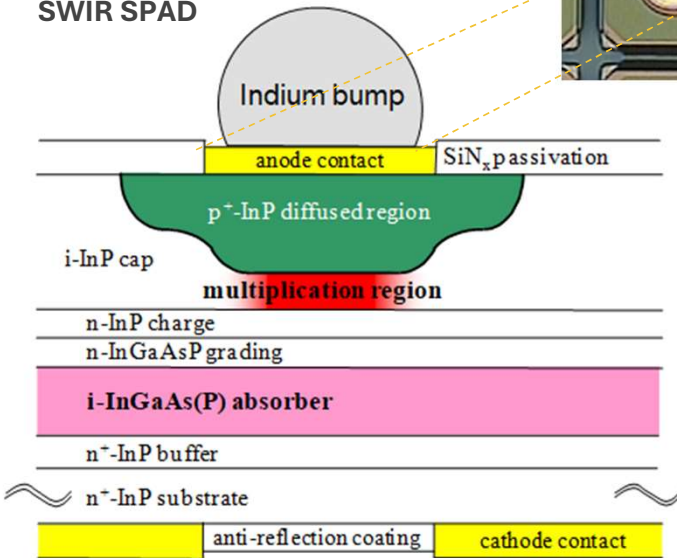 SWIR SPAD
Indium bump
anode contact
SiNₓ passivation
p⁺-InP diffused region
i-InP cap
multiplication region
n-InP charge
n-InGaAsP grading
i-InGaAs(P) absorber
n⁺-InP buffer
n⁺-InP substrate
anti-reflection coating
cathode contact